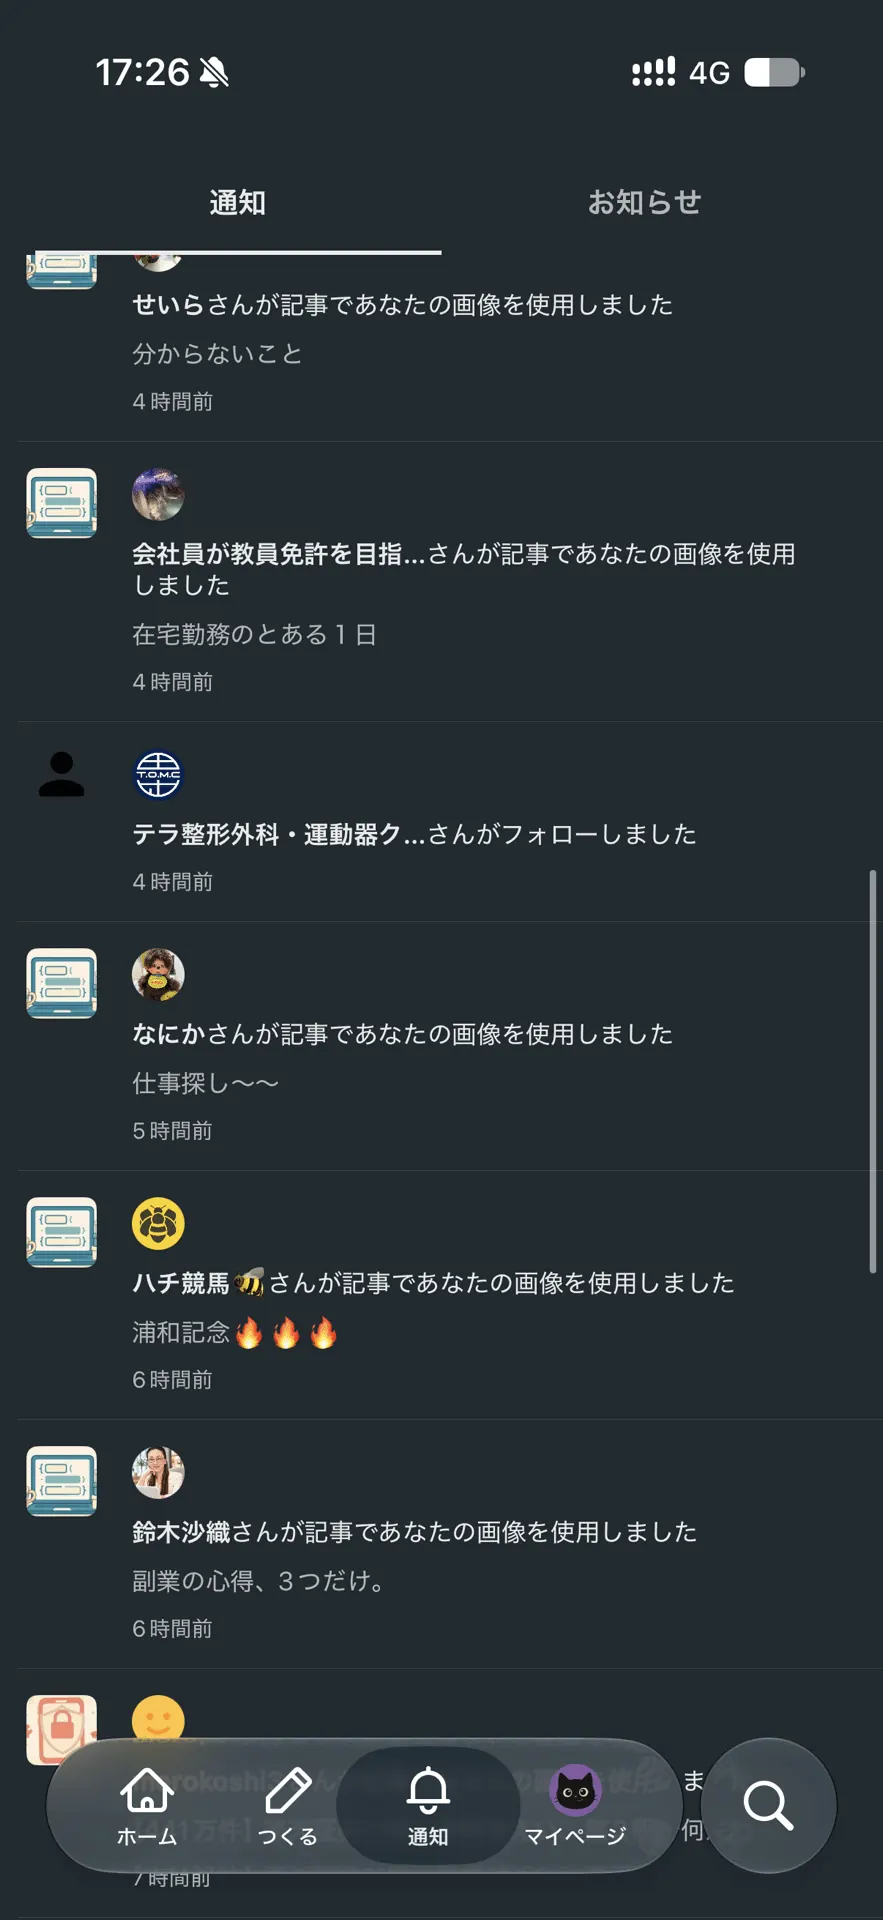 17:26
4G
通知
お知らせ
せいらさんが記事であなたの画像を使用しました
分からないこと
4時間前
会社員が教員免許を目指...さんが記事であなたの画像を使用
しました
在宅勤務のとある1日
4時間前
T.O.M.C
テラ整形外科・運動器ク...さんがフォローしました
4時間前
なにかさんが記事であなたの画像を使用しました
仕事探し〜〜
5時間前
ハチ競馬🐝さんが記事であなたの画像を使用しました
浦和記念🔥🔥🔥
6時間前
鈴木沙織さんが記事であなたの画像を使用しました
副業の心得、3つだけ。
6時間前
ま
何
7時間前
ホーム
つくる
通知
マイページ